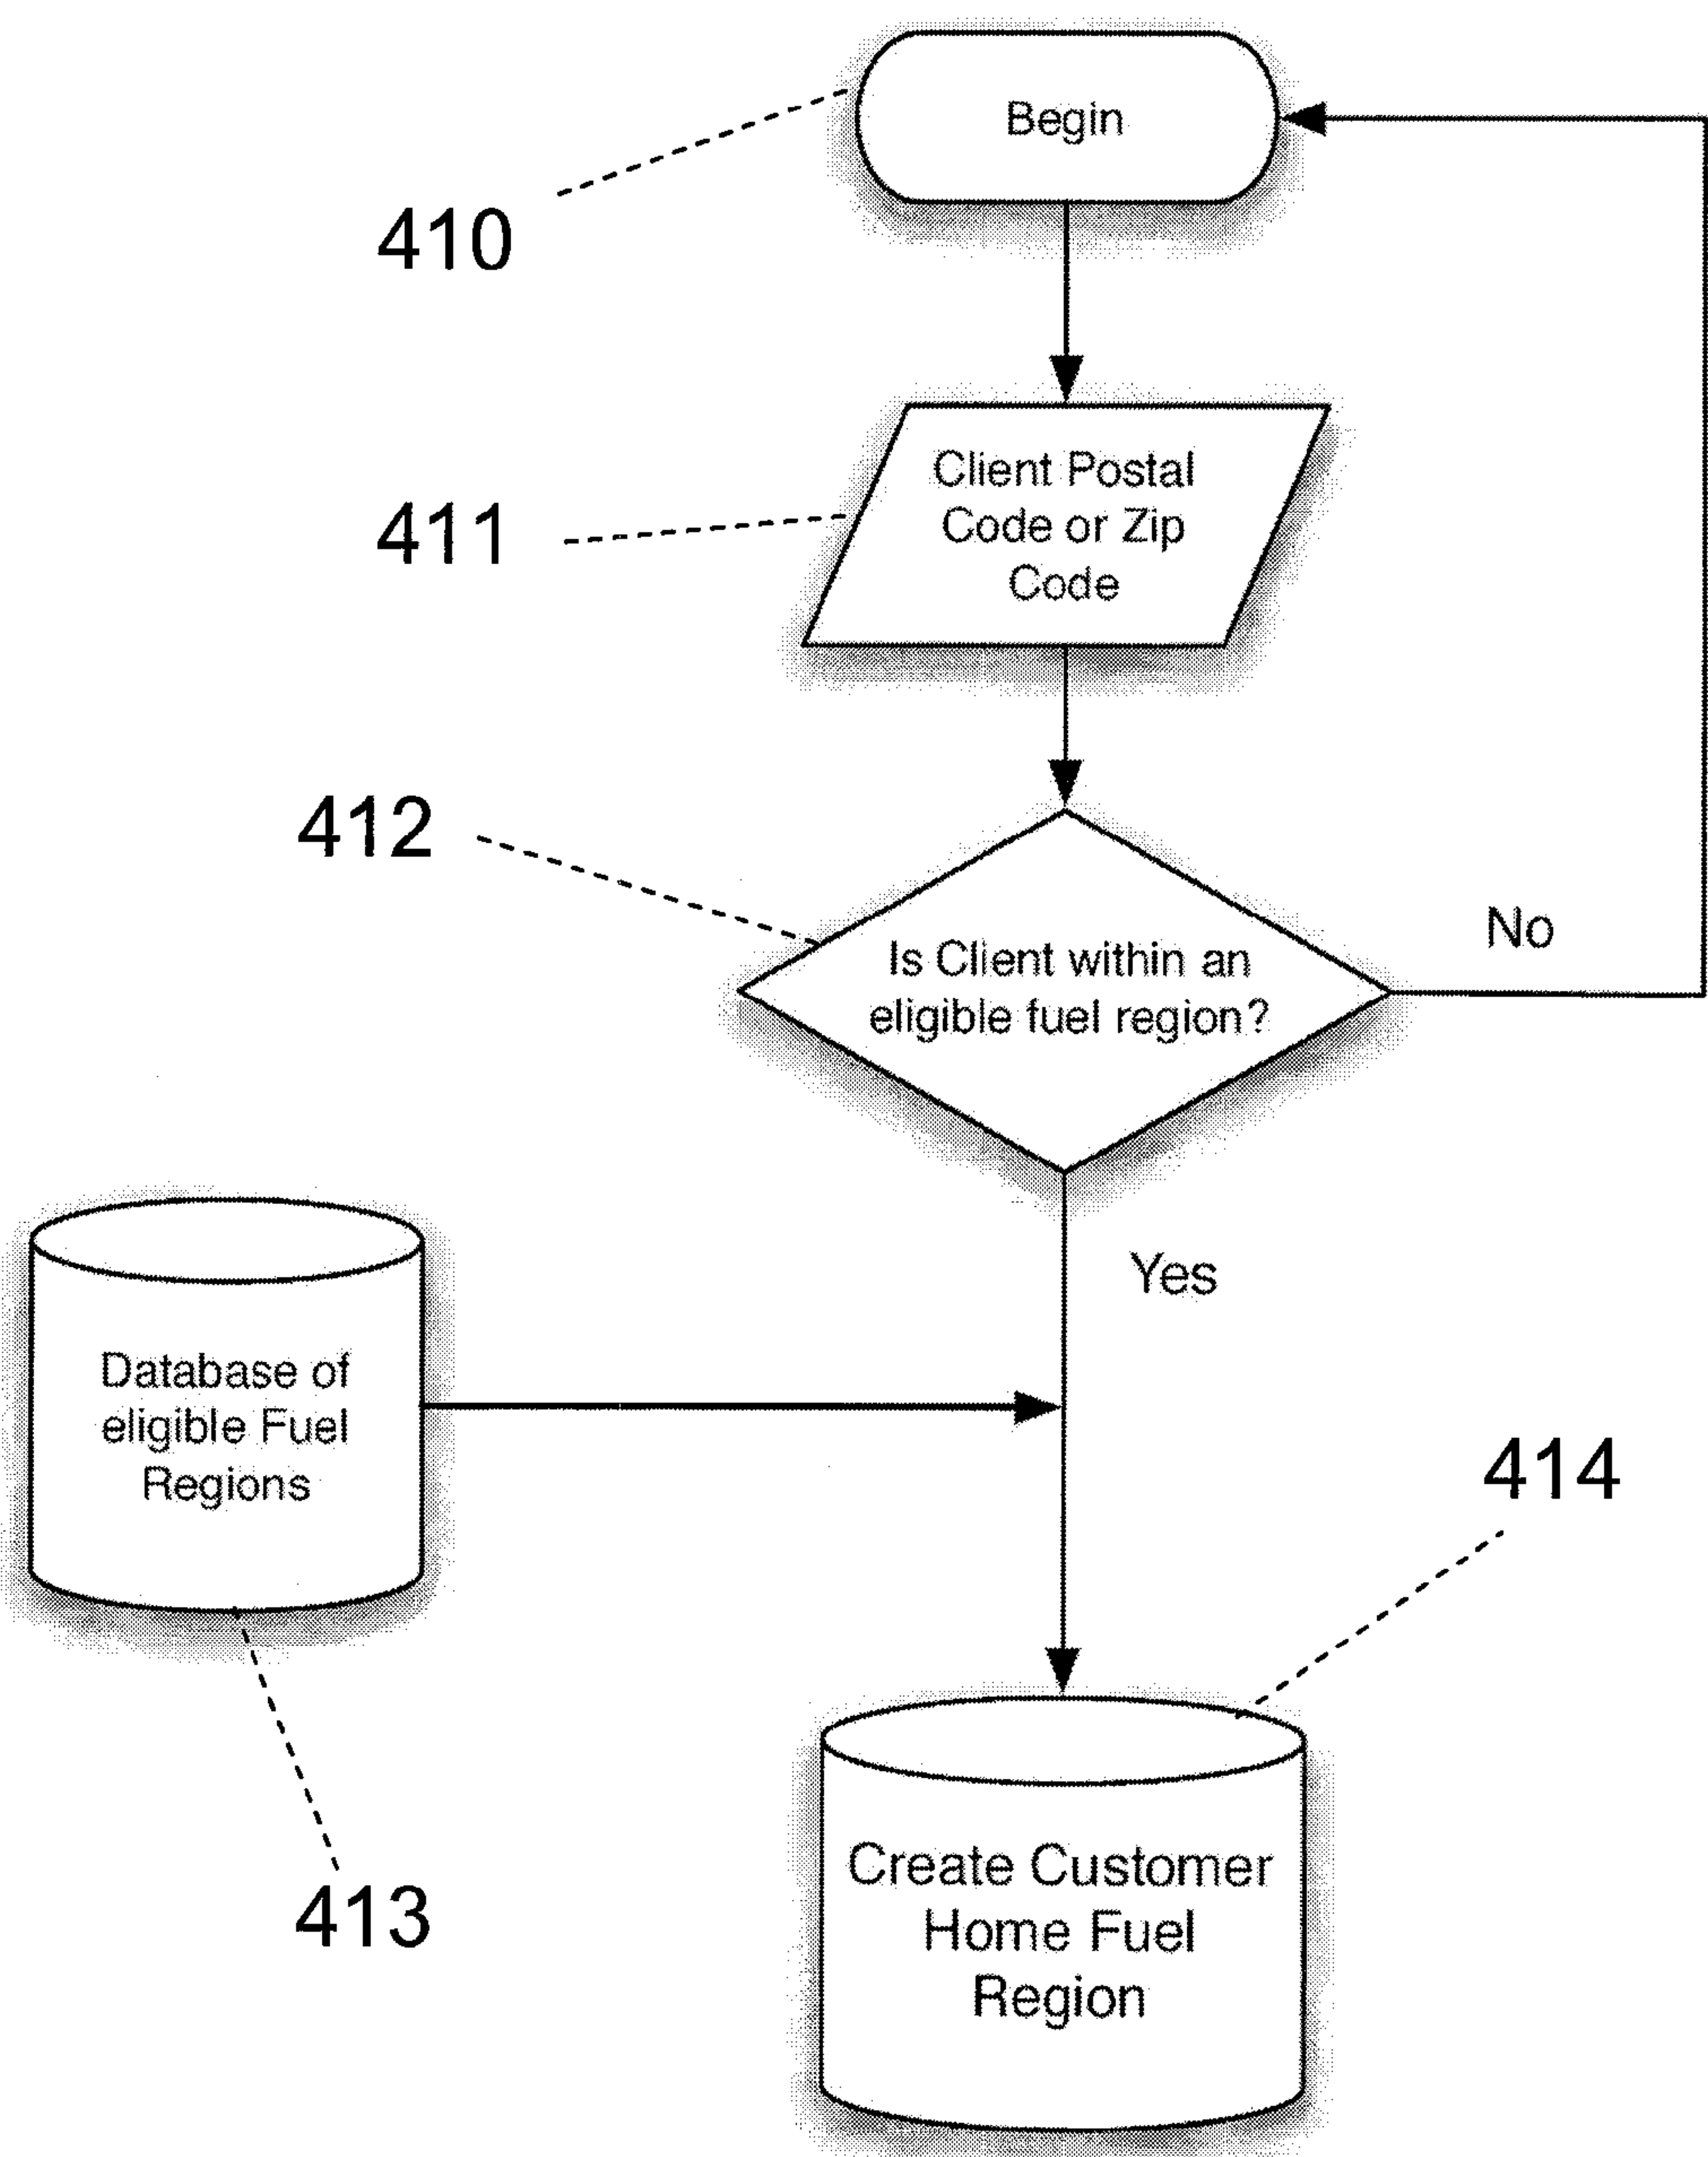 Begin
410
Client Postal
Code or Zip
Code
411
412
Is Client within an
eligible fuel region?
No
Yes
Database of
eligible Fuel
Regions
414
413
Create Customer
Home Fuel
Region